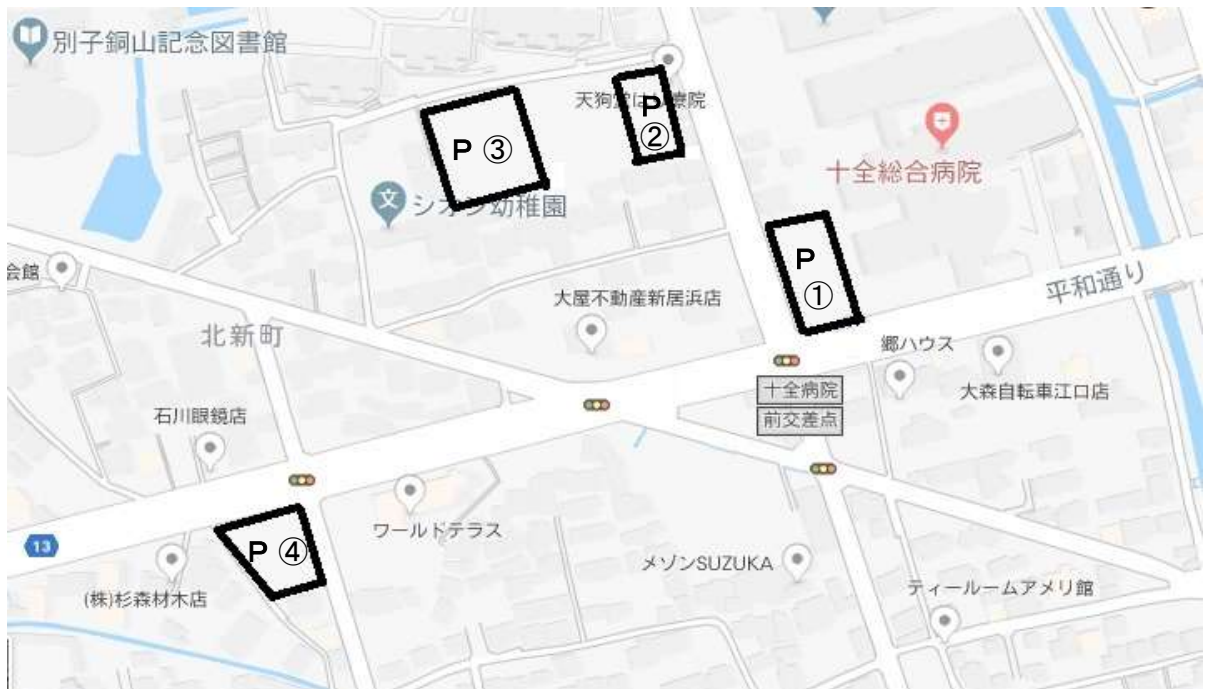 別子銅山記念図書館
天狗堂はり療院
P
②
P ③
十全総合病院
シオン幼稚園
P
①
会館
平和通り
大屋不動産新居浜店
北新町
郷ハウス
十全病院
前交差点
大森自転車江口店
石川眼鏡店
ワールドテラス
13
P ④
メゾンSUZUKA
(株)杉森材木店
ティールームアメリ館